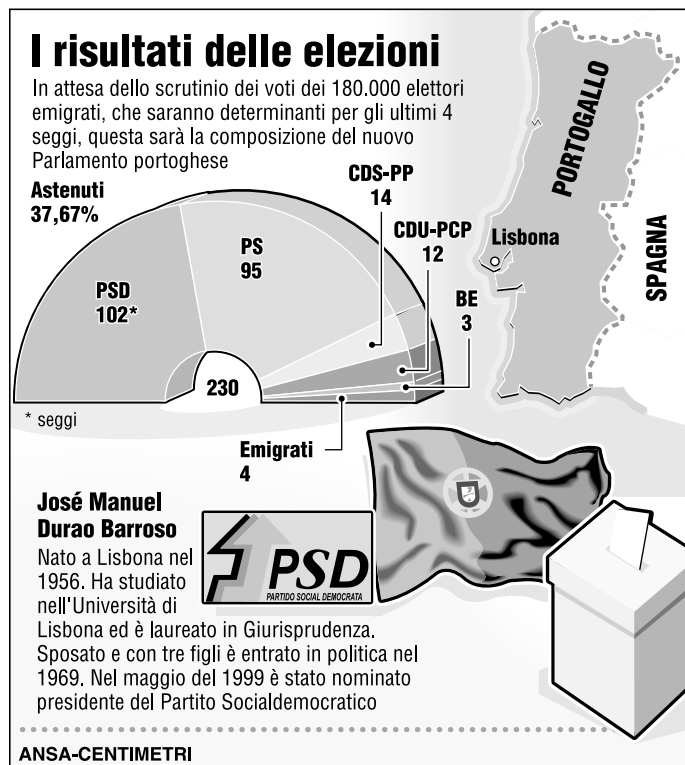 I risultati delle elezioni
In attesa dello scrutinio dei voti dei 180.000 elettori
emigrati, che saranno determinanti per gli ultimi 4
seggi, questa sarà la composizione del nuovo
Parlamento portoghese
Astenuti
37,67%
PSD
102*
PS
95
CDS-PP
14
CDU-PCP
12
BE
3
230
* seggi
Emigrati
4
PORTOGALLO
Lisbona
SPAGNA
José Manuel
Durao Barroso
Nato a Lisbona nel
1956. Ha studiato
nell'Università di
Lisbona ed è laureato in Giurisprudenza.
Sposato e con tre figli è entrato in politica nel
1969. Nel maggio del 1999 è stato nominato
presidente del Partito Socialdemocratico
PSD
PARTIDO SOCIAL DEMOCRATA
ANSA-CENTIMETRI